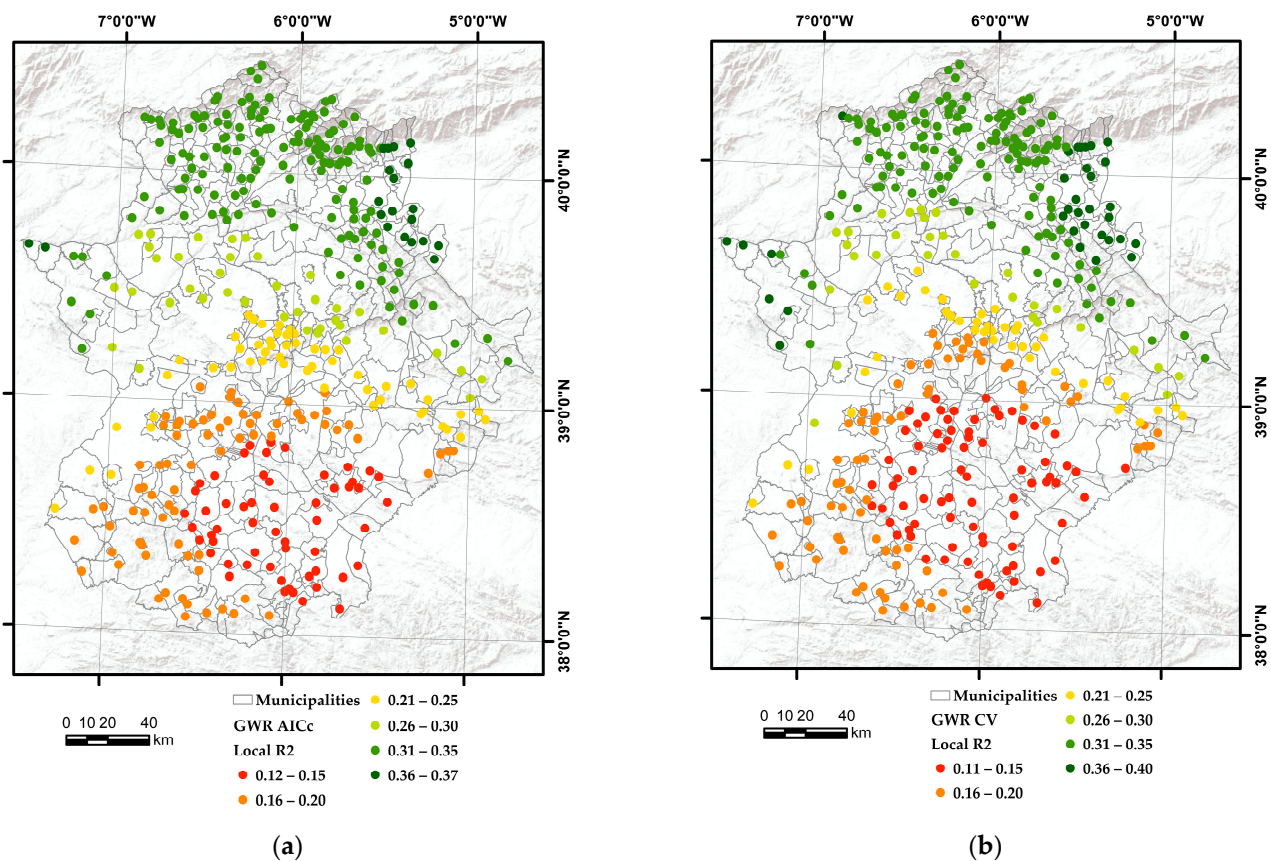 7°0'0"W 6°0'0"W 5°0'0"W
40°0'0"N
39°0'0"N
38°0'0"N
0 10 20 40
km
Municipalities
GWR AICc
Local R2
0.12 – 0.15
0.16 – 0.20
0.21 – 0.25
0.26 – 0.30
0.31 – 0.35
0.36 – 0.37
(a)
7°0'0"W 6°0'0"W 5°0'0"W
40°0'0"N
39°0'0"N
38°0'0"N
0 10 20 40
km
Municipalities
GWR CV
Local R2
0.11 – 0.15
0.16 – 0.20
0.21 – 0.25
0.26 – 0.30
0.31 – 0.35
0.36 – 0.40
(b)